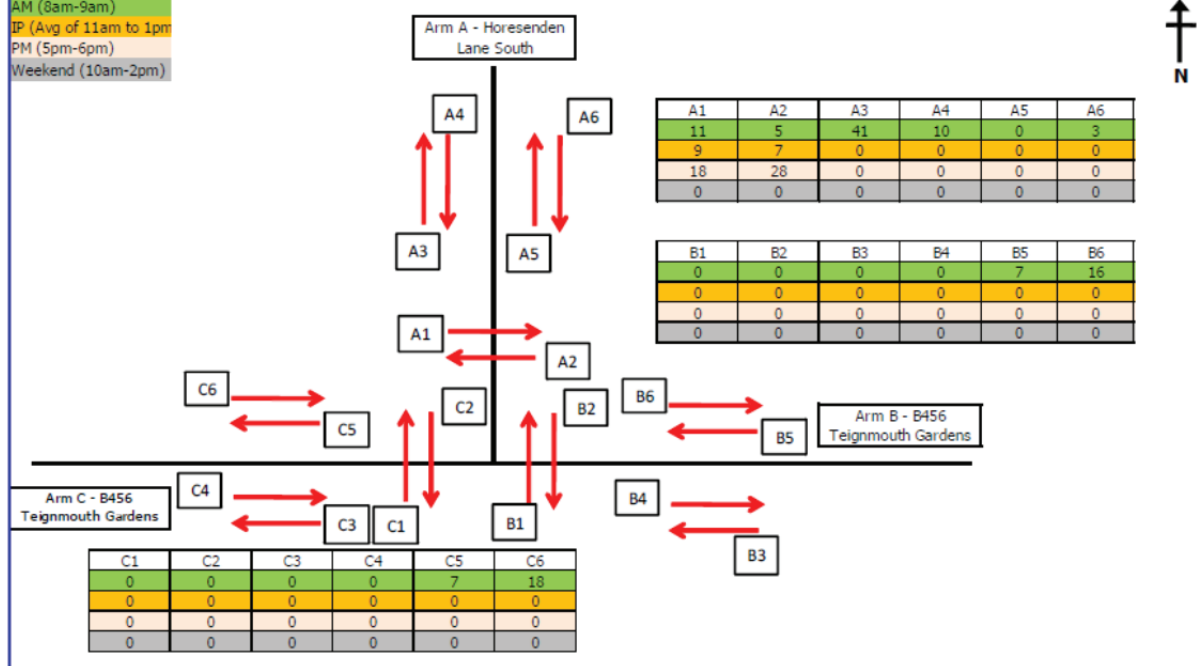 AM (8am-9am)
IP (Avg of 11am to 1pm
PM (5pm-6pm)
Weekend (10am-2pm)
Arm A - Horesenden
Lane South
N
A4
A6
A3
A5
A1 A2 A3 A4 A5 A6
11 5 41 10 0 3
9 7 0 0 0 0
18 28 0 0 0 0
0 0 0 0 0 0
B1 B2 B3 B4 B5 B6
0 0 0 0 7 16
0 0 0 0 0 0
0 0 0 0 0 0
0 0 0 0 0 0
A1
A2
C6
C5
C2
B2
B6
B5
Arm B - B456
Teignmouth Gardens
Arm C - B456
Teignmouth Gardens
C4
C3
C1
B1
B4
B3
C1 C2 C3 C4 C5 C6
0 0 0 0 7 18
0 0 0 0 0 0
0 0 0 0 0 0
0 0 0 0 0 0